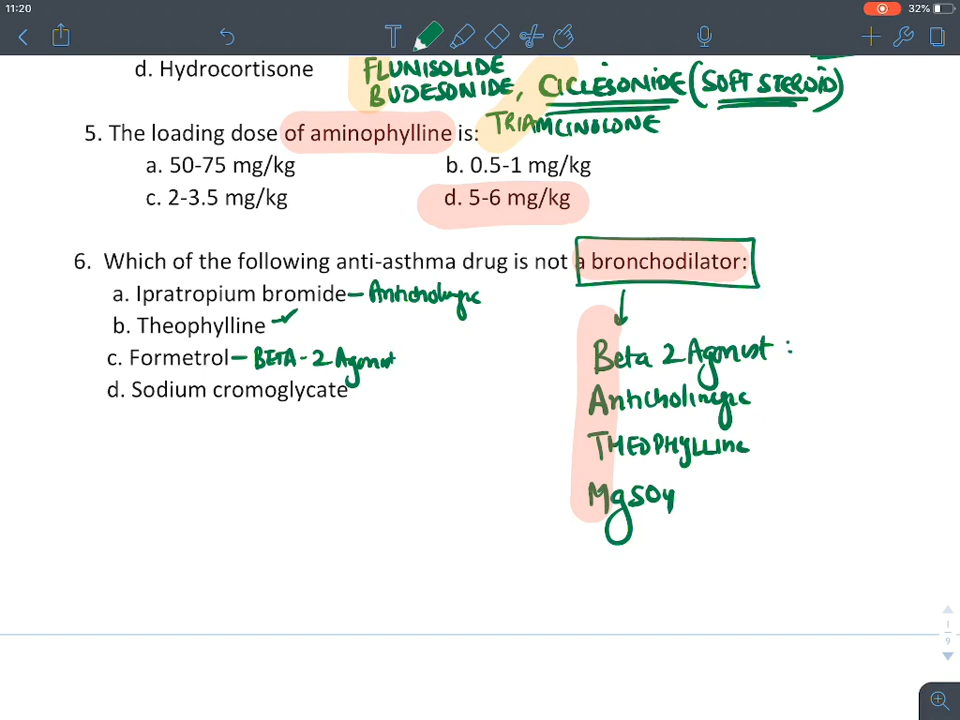 11:20
32%
T
d. Hydrocortisone
FLUNISOLIDE
BUDESONIDE, CICLESONIDE (SOFT STEROID)
TRIAMCINOLONE
5. The loading dose of aminophylline is:
a. 50-75 mg/kg b. 0.5-1 mg/kg
c. 2-3.5 mg/kg d. 5-6 mg/kg
6. Which of the following anti-asthma drug is not a bronchodilator:
a. Ipratropium bromide – Anticholinergic
b. Theophylline ✓
c. Formetrol – BETA-2 Agonist
d. Sodium cromoglycate
Beta 2 Agonist :
Anticholinergic
THEOPHYLLINE
MgSO4
1
9